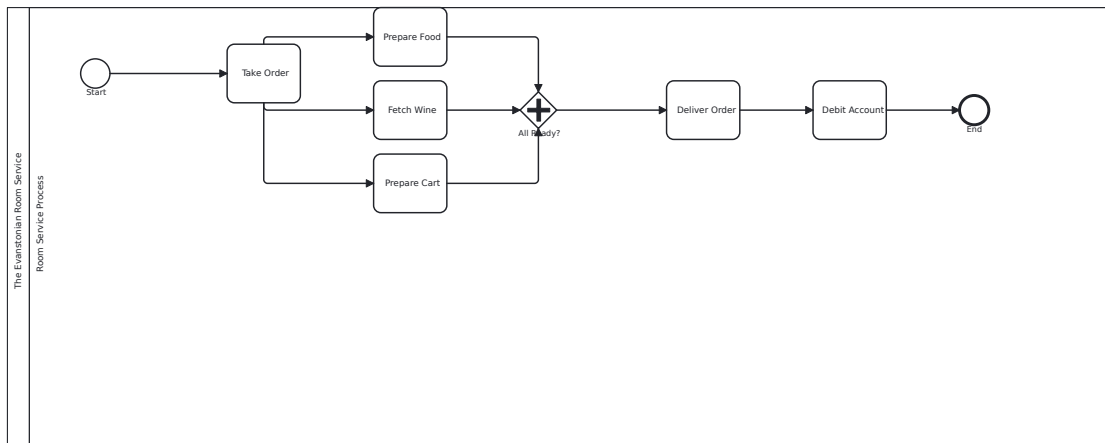 The Evanstonian Room Service
Room Service Process
Start
Take Order
Prepare Food
Fetch Wine
Prepare Cart
All Ready?
Deliver Order
Debit Account
End